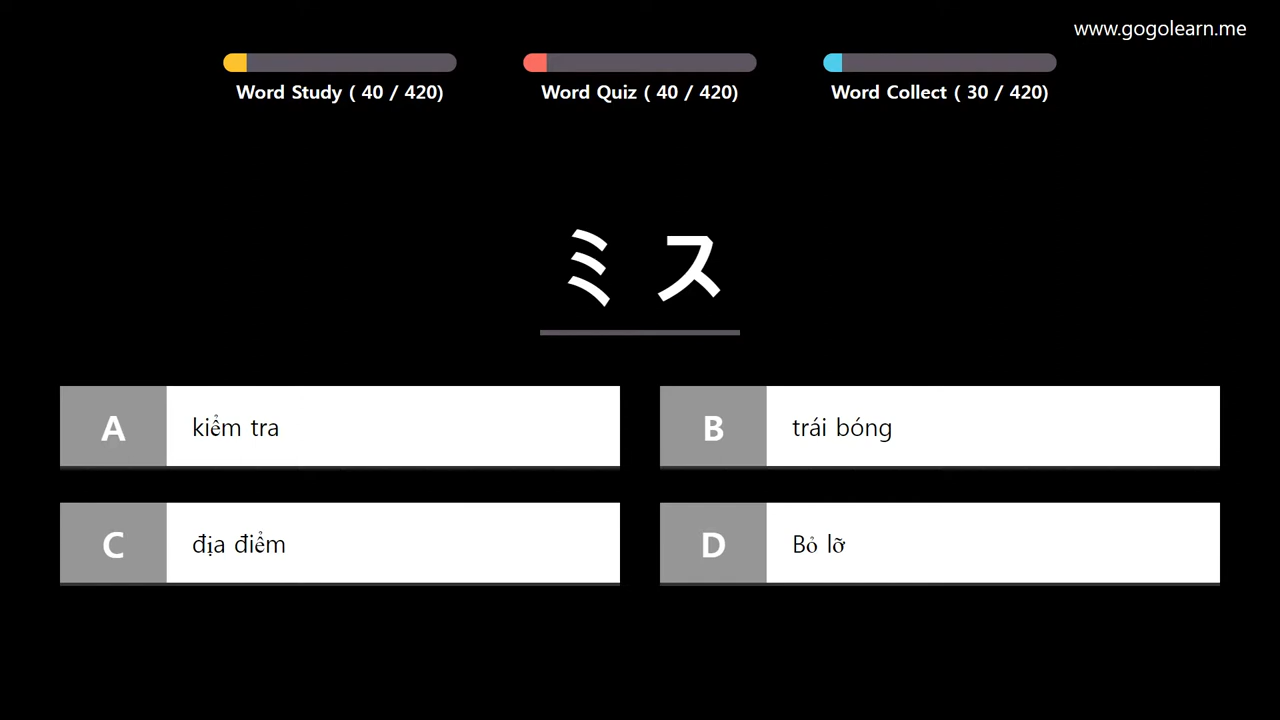 www.gogolearn.me
Word Study ( 40 / 420)
Word Quiz ( 40 / 420)
Word Collect ( 30 / 420)
ミス
A kiểm tra
B trái bóng
C địa điểm
D Bỏ lỡ